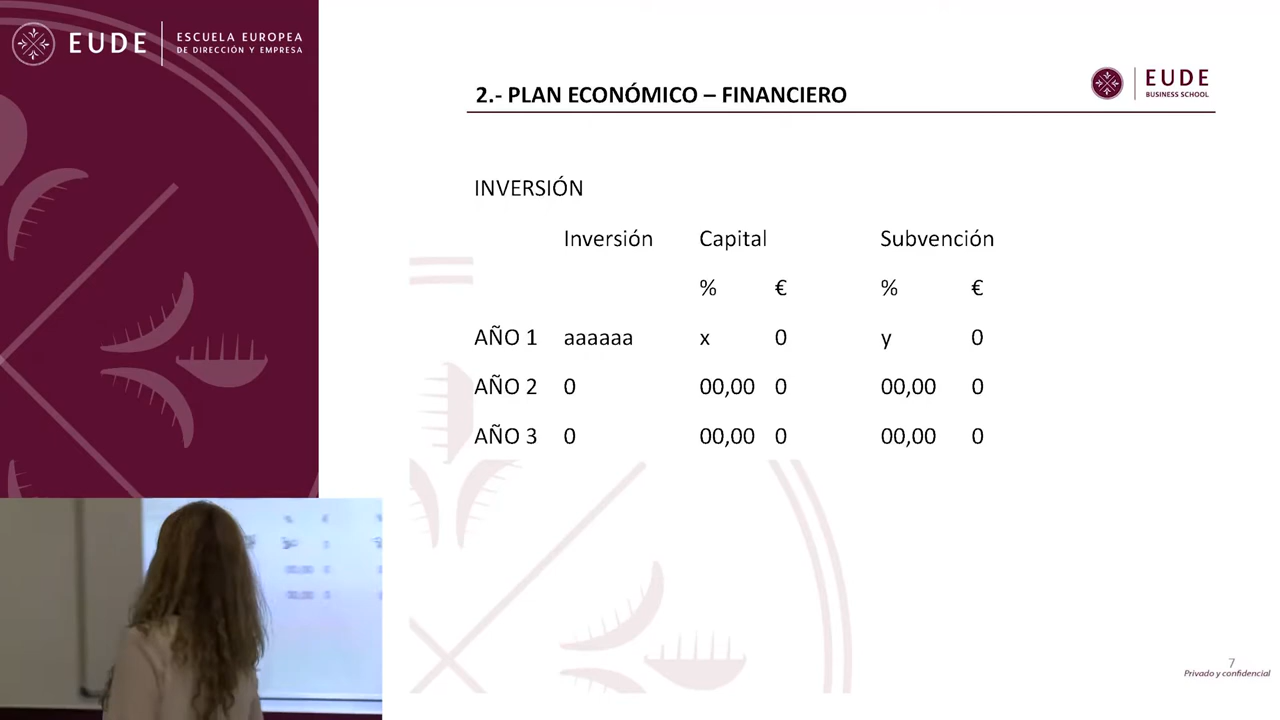 EUDE
ESCUELA EUROPEA
DE DIRECCIÓN Y EMPRESA
2.- PLAN ECONÓMICO – FINANCIERO
EUDE
BUSINESS SCHOOL
INVERSIÓN
Inversión Capital Subvención
% € % €
AÑO 1 aaaaaa x 0 y 0
AÑO 2 0 00,00 0 00,00 0
AÑO 3 0 00,00 0 00,00 0
7
Privado y confidencial